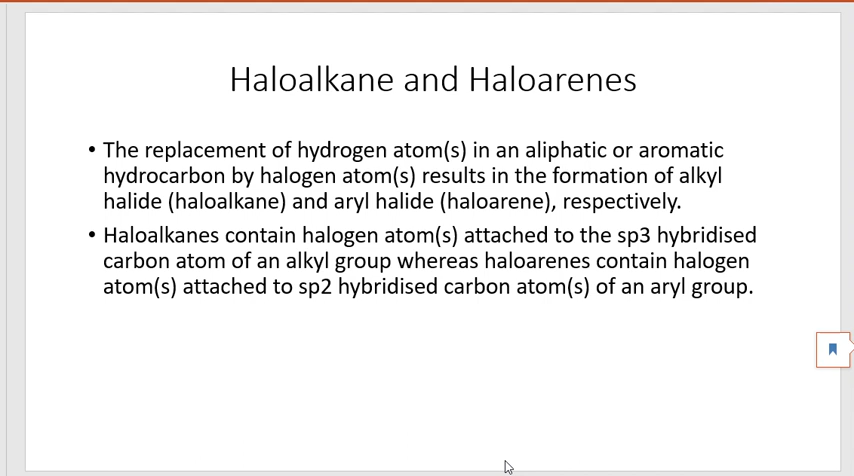 Haloalkane and Haloarenes
• The replacement of hydrogen atom(s) in an aliphatic or aromatic
hydrocarbon by halogen atom(s) results in the formation of alkyl
halide (haloalkane) and aryl halide (haloarene), respectively.
• Haloalkanes contain halogen atom(s) attached to the sp3 hybridised
carbon atom of an alkyl group whereas haloarenes contain halogen
atom(s) attached to sp2 hybridised carbon atom(s) of an aryl group.